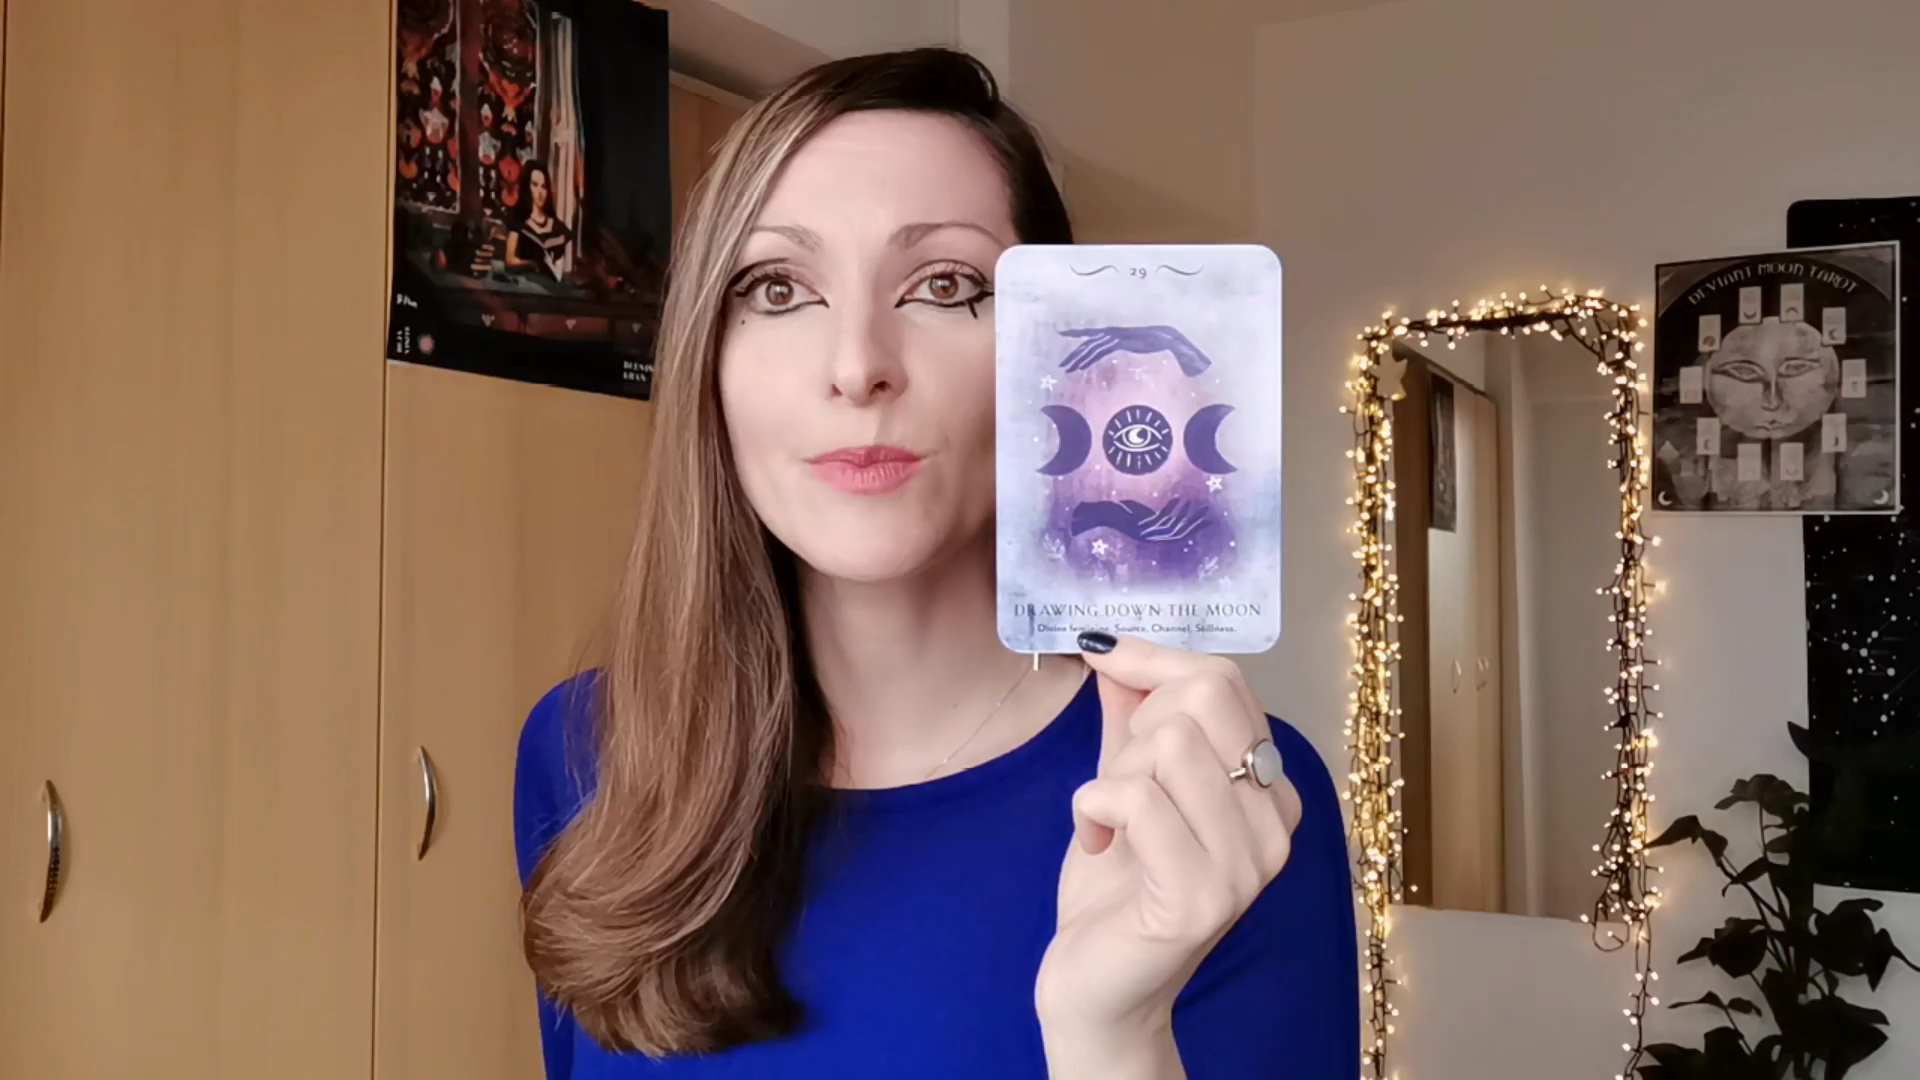 29
DRAWING DOWN THE MOON
Divine feminine. Source. Channel. Stillness.
DEVIANT MOON TAROT